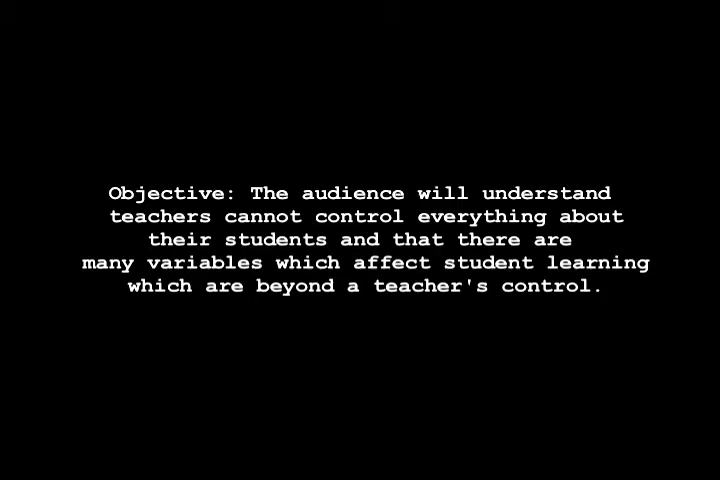 Objective: The audience will understand
teachers cannot control everything about
their students and that there are
many variables which affect student learning
which are beyond a teacher's control.